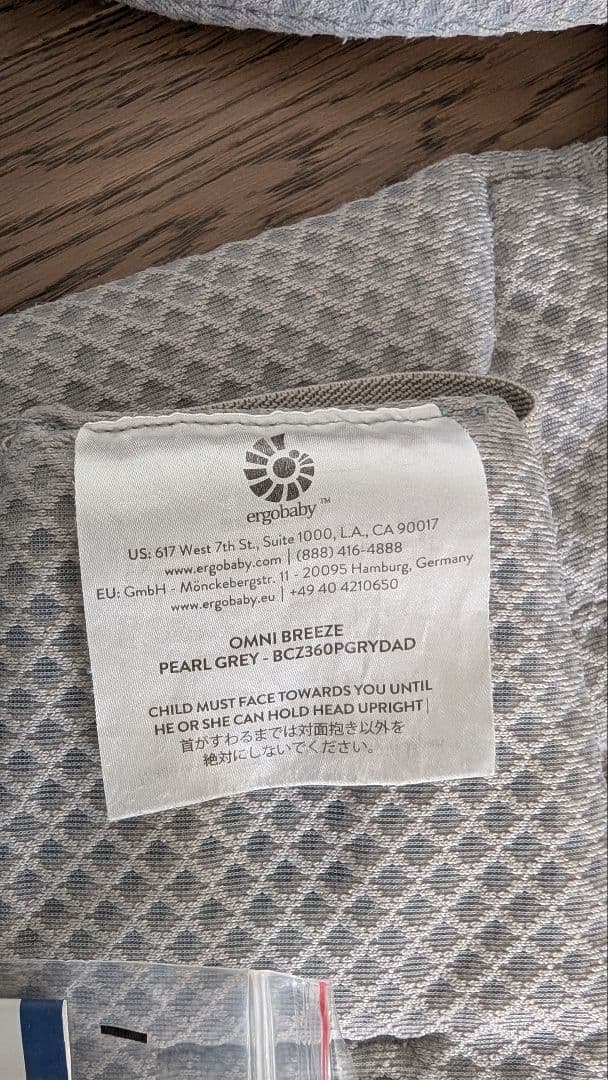 ergobaby™
US: 617 West 7th St., Suite 1000, L.A., CA 90017
www.ergobaby.com | (888) 416-4888
EU: GmbH - Mönckebergstr. 11 - 20095 Hamburg, Germany
www.ergobaby.eu | +49 40 4210650
OMNI BREEZE
PEARL GREY - BCZ360PGRYDAD
CHILD MUST FACE TOWARDS YOU UNTIL
HE OR SHE CAN HOLD HEAD UPRIGHT |
首がすわるまでは対面抱き以外を
絶対にしないでください。